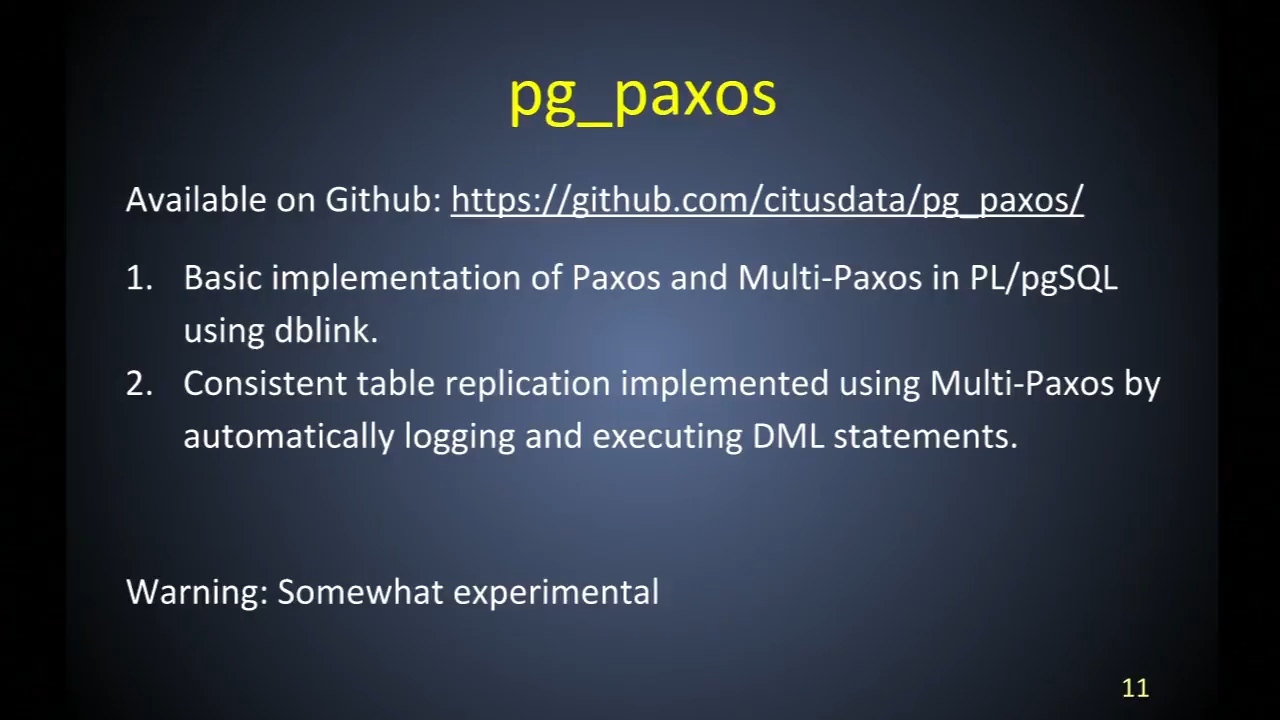 pg_paxos
Available on Github: https://github.com/citusdata/pg_paxos/
1. Basic implementation of Paxos and Multi-Paxos in PL/pgSQL
using dblink.
2. Consistent table replication implemented using Multi-Paxos by
automatically logging and executing DML statements.
Warning: Somewhat experimental
11